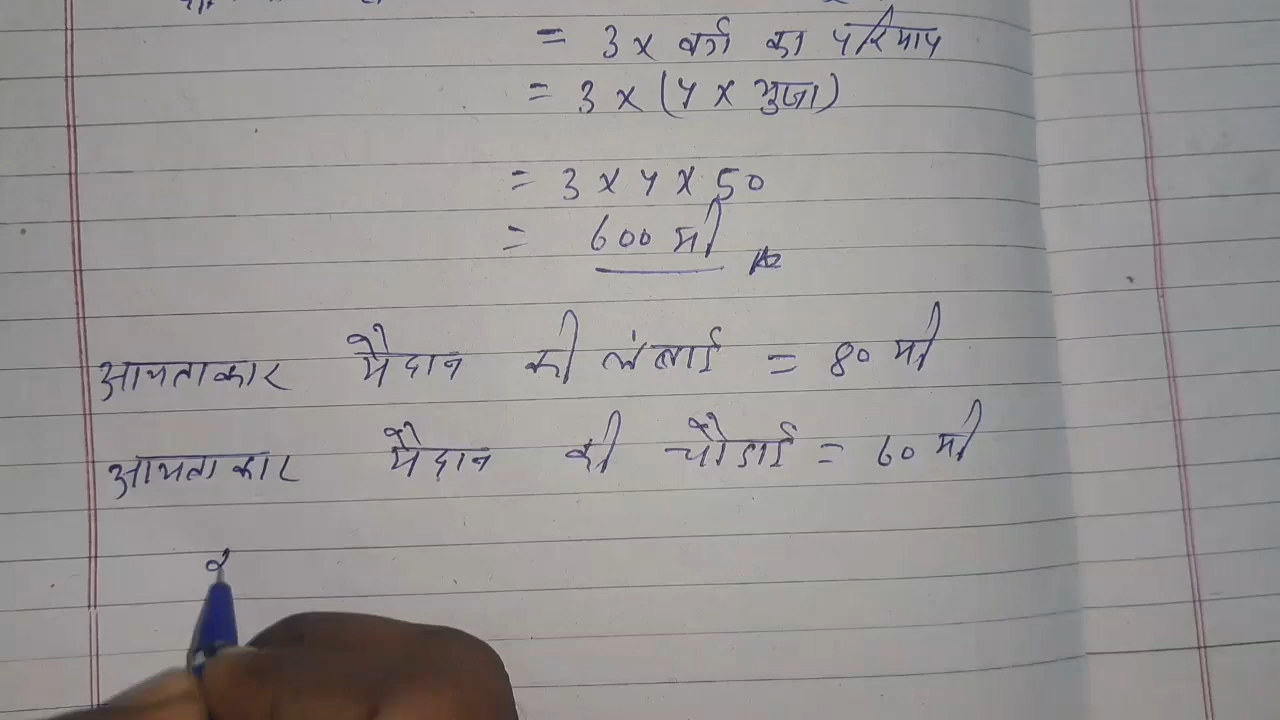 = 3 x वर्ग का परिमाप
= 3 x (4 x भुजा)
= 3 x 4 x 50
= 600 मी
आयताकार मैदान की लंबाई = 80 मी
आयताकार मैदान की चौडाई = 60 मी